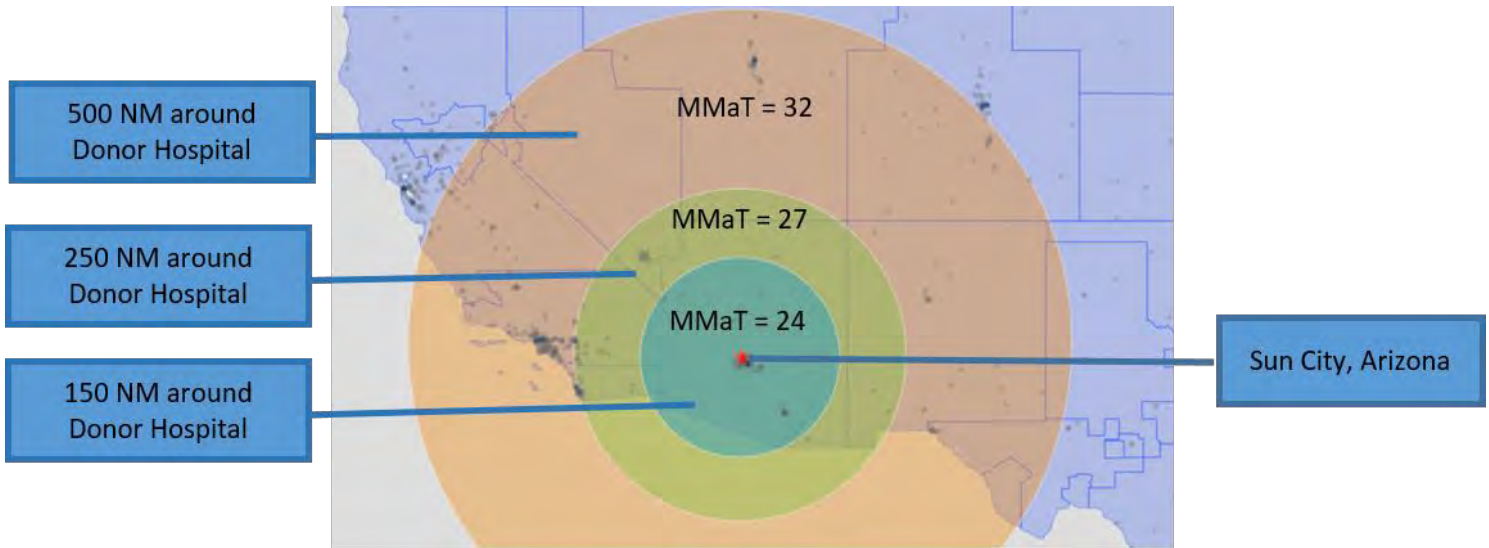 500 NM around
Donor Hospital
250 NM around
Donor Hospital
150 NM around
Donor Hospital
MMaT = 32
MMaT = 27
MMaT = 24
Sun City, Arizona